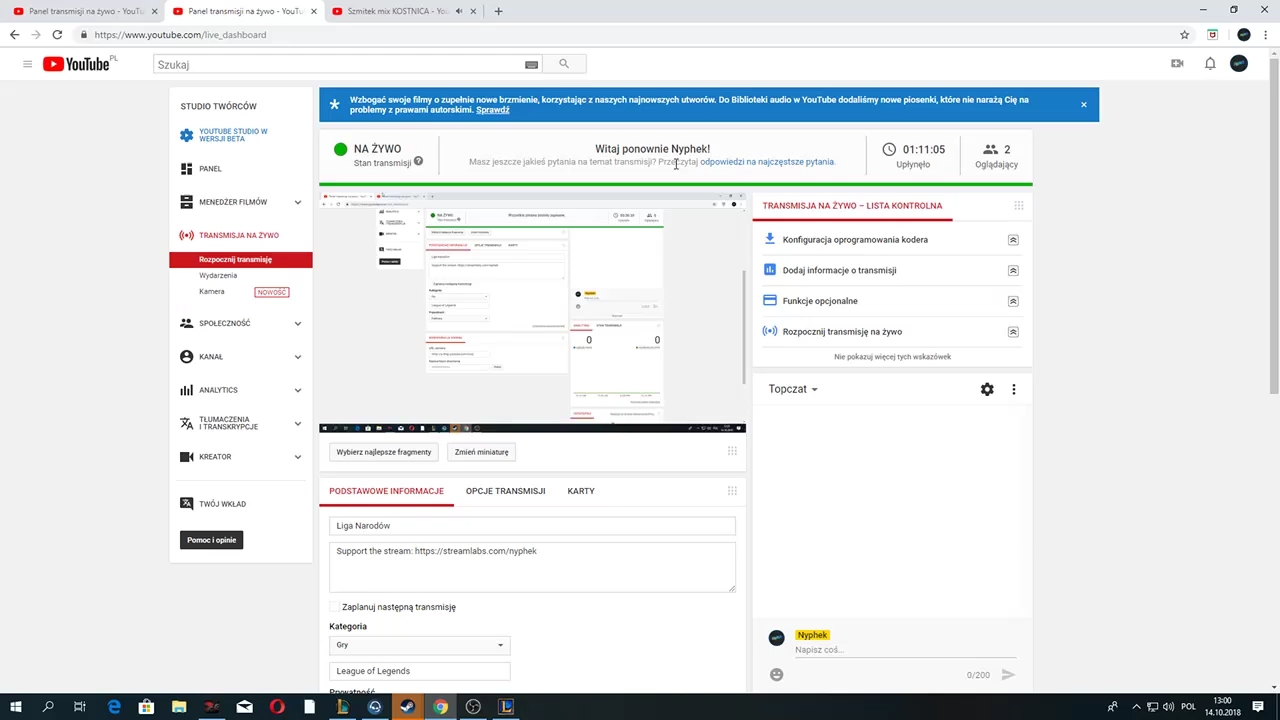 Panel transmisji na żywo - YouTu
Panel transmisji na żywo - YouTu
Szmitek mix KOSTNICA - You
https://www.youtube.com/live_dashboard
YouTube PL
Szukaj
STUDIO TWÓRCÓW
YOUTUBE STUDIO W
WERSJI BETA
PANEL
MENEDŻER FILMÓW
TRANSMISJA NA ŻYWO
Rozpocznij transmisję
Wydarzenia
Kamera NOWOŚĆ
SPOŁECZNOŚĆ
KANAŁ
ANALYTICS
TŁUMACZENIA
I TRANSKRYPCJE
KREATOR
TWÓJ WKŁAD
Pomoc i opinie
Wzbogać swoje filmy o zupełnie nowe brzmienie, korzystając z naszych najnowszych utworów. Do Biblioteki audio w YouTube dodaliśmy nowe piosenki, które nie narażą Cię na
problemy z prawami autorskimi. Sprawdź
NA ŻYWO
Stan transmisji
Witaj ponownie Nyphek!
Masz jeszcze jakieś pytania na temat transmisji? Przeczytaj odpowiedzi na najczęstsze pytania.
01:11:05
Upłynęło
2
Oglądający
Wybierz najlepsze fragmenty
Zmień miniaturę
PODSTAWOWE INFORMACJE
OPCJE TRANSMISJI
KARTY
Liga Narodów
Support the stream: https://streamlabs.com/nyphek
Zaplanuj następną transmisję
Kategoria
Gry
League of Legends
Prywatność
TRANSMISJA NA ŻYWO – LISTA KONTROLNA
Konfiguracja oprogramowania kodera
Dodaj informacje o transmisji
Funkcje opcjonalne
Rozpocznij transmisję na żywo
Nie pokazuj więcej tych wskazówek
Topczat
Nyphek
Napisz coś...
0/200
POL
13:00
14.10.2018